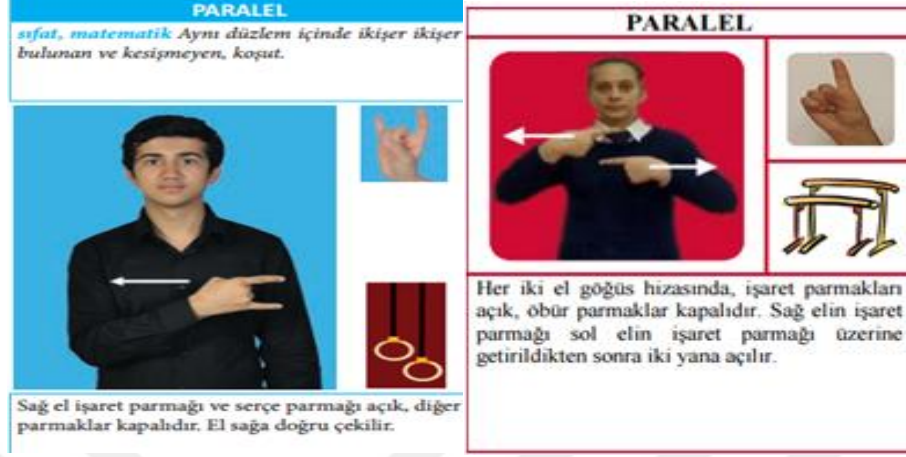 PARALEL
sıfat, matematik Aynı düzlem içinde ikişer ikişer
bulunan ve kesişmeyen, koşut.
Sağ el işaret parmağı ve serçe parmağı açık, diğer
parmaklar kapalıdır. El sağa doğru çekilir.
PARALEL
Her iki el göğüs hizasında, işaret parmakları
açık, öbür parmaklar kapalıdır. Sağ elin işaret
parmağı sol elin işaret parmağı üzerine
getirildikten sonra iki yana açılır.